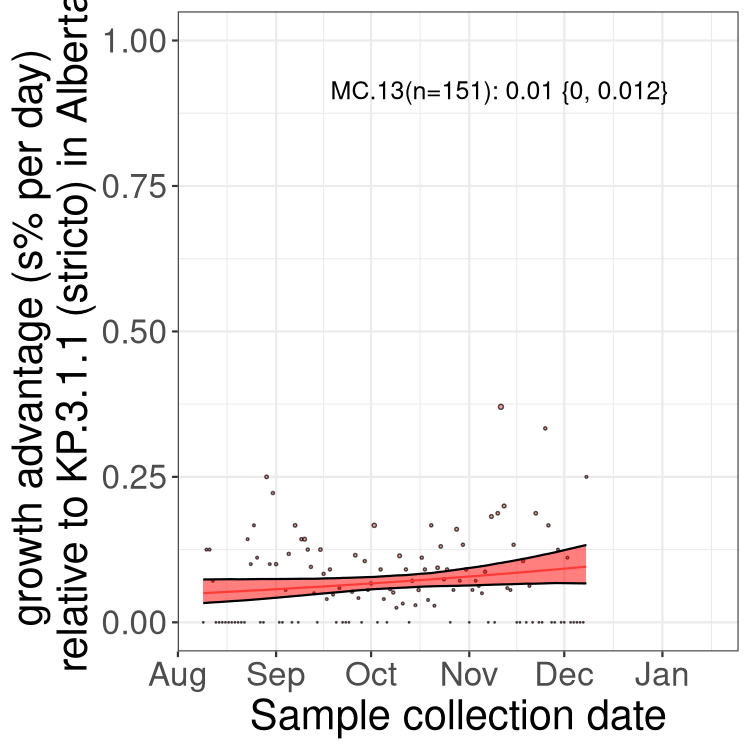 growth advantage (s% per day)
relative to KP.3.1.1 (stricto) in Alberta
1.00
0.75
0.50
0.25
0.00
MC.13(n=151): 0.01 {0, 0.012}
Aug Sep Oct Nov Dec Jan
Sample collection date